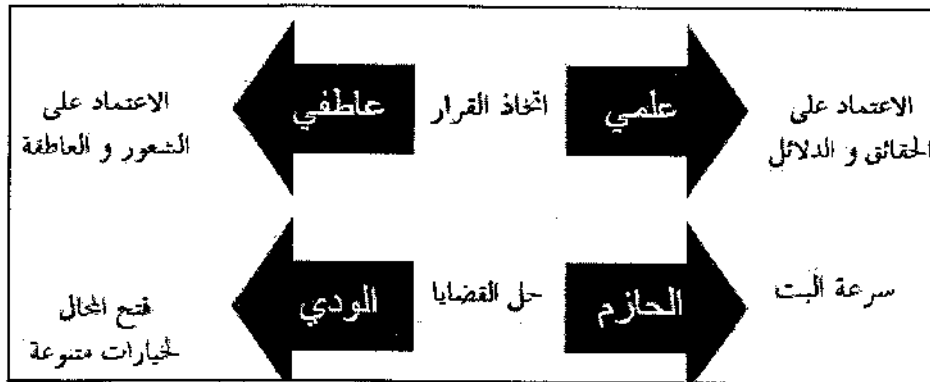 الاعتماد على
الحقائق و الدلائل
علمي
اتخاذ القرار
عاطفي
الاعتماد على
الشعور و العاطفة
سرعة البت
الحازم
حل القضايا
الودي
فتح المجال
لخيارات متنوعة